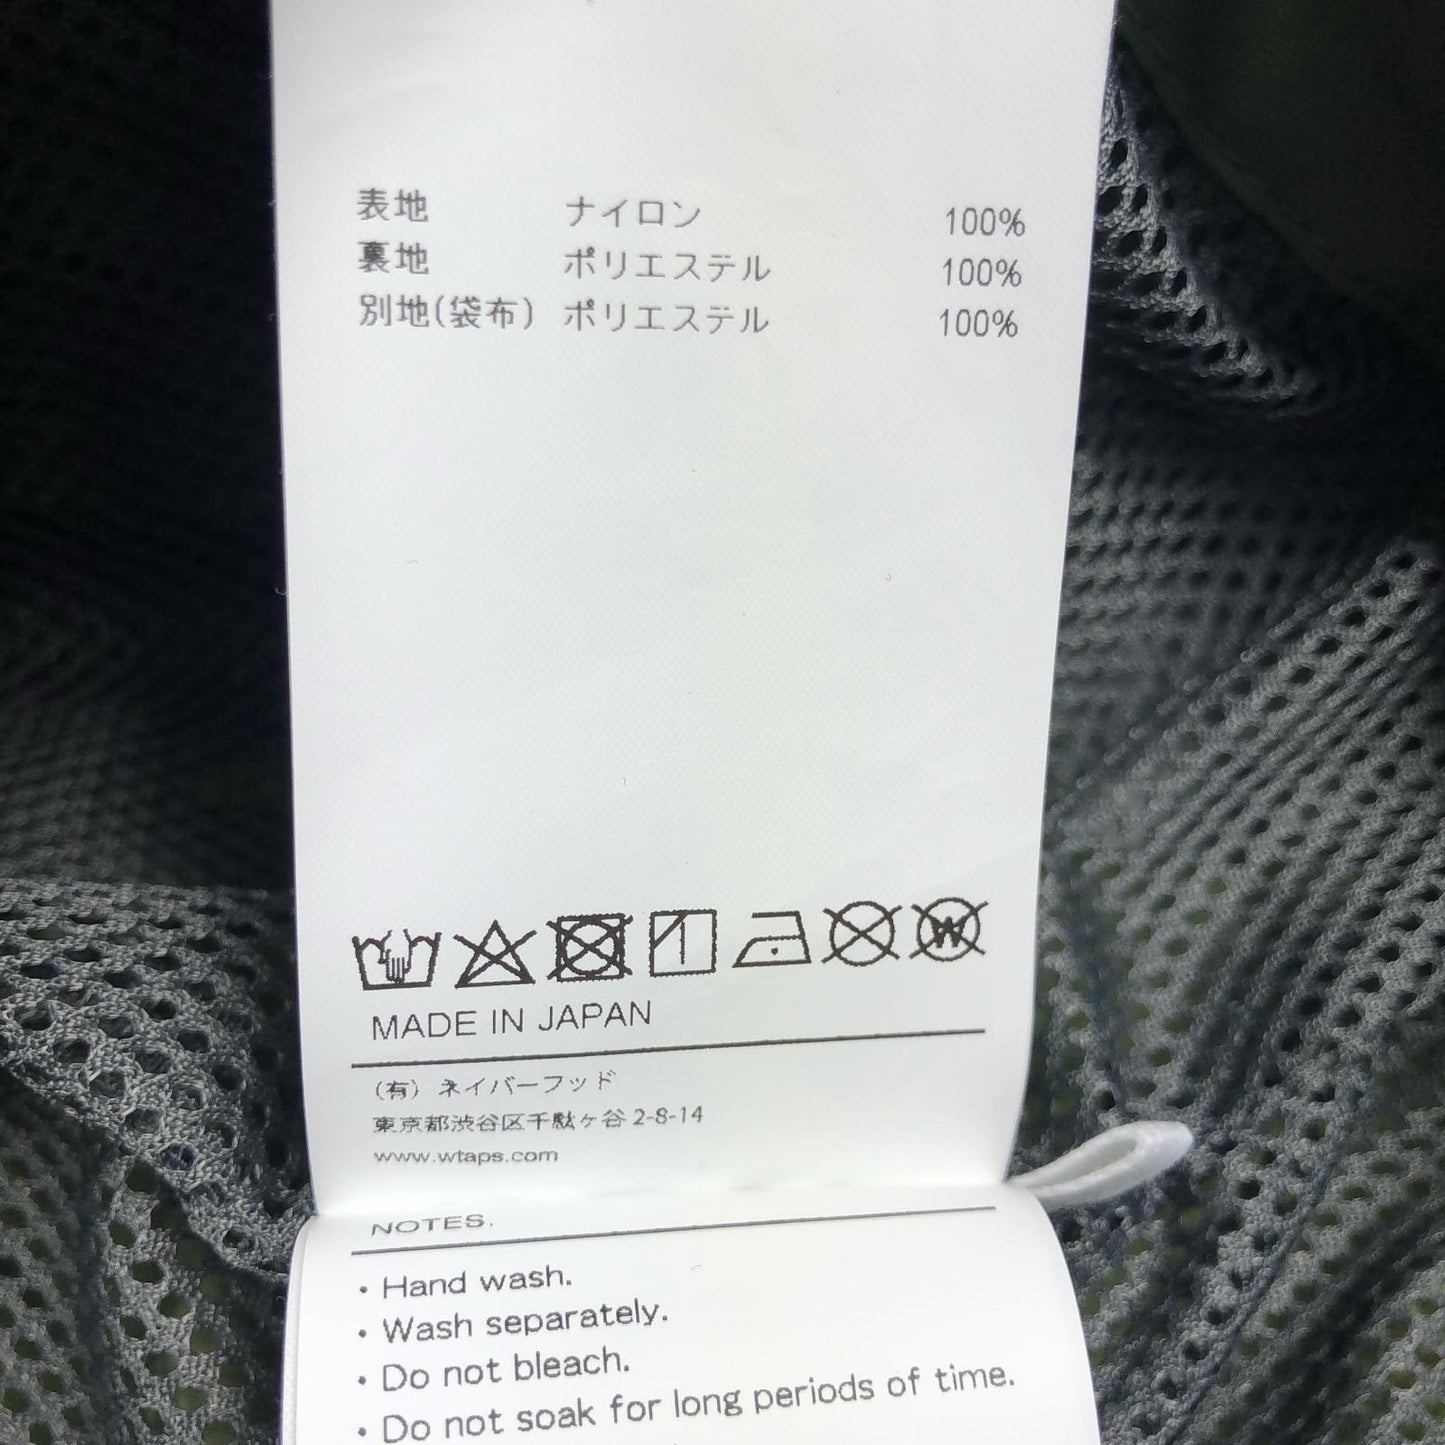 表地 ナイロン 100%
裏地 ポリエステル 100%
別地(袋布) ポリエステル 100%
MADE IN JAPAN
(有) ネイバーフッド
東京都渋谷区千駄ヶ谷 2-8-14
www.wtaps.com
NOTES.
・Hand wash.
・Wash separately.
・Do not bleach.
・Do not soak for long periods of time.